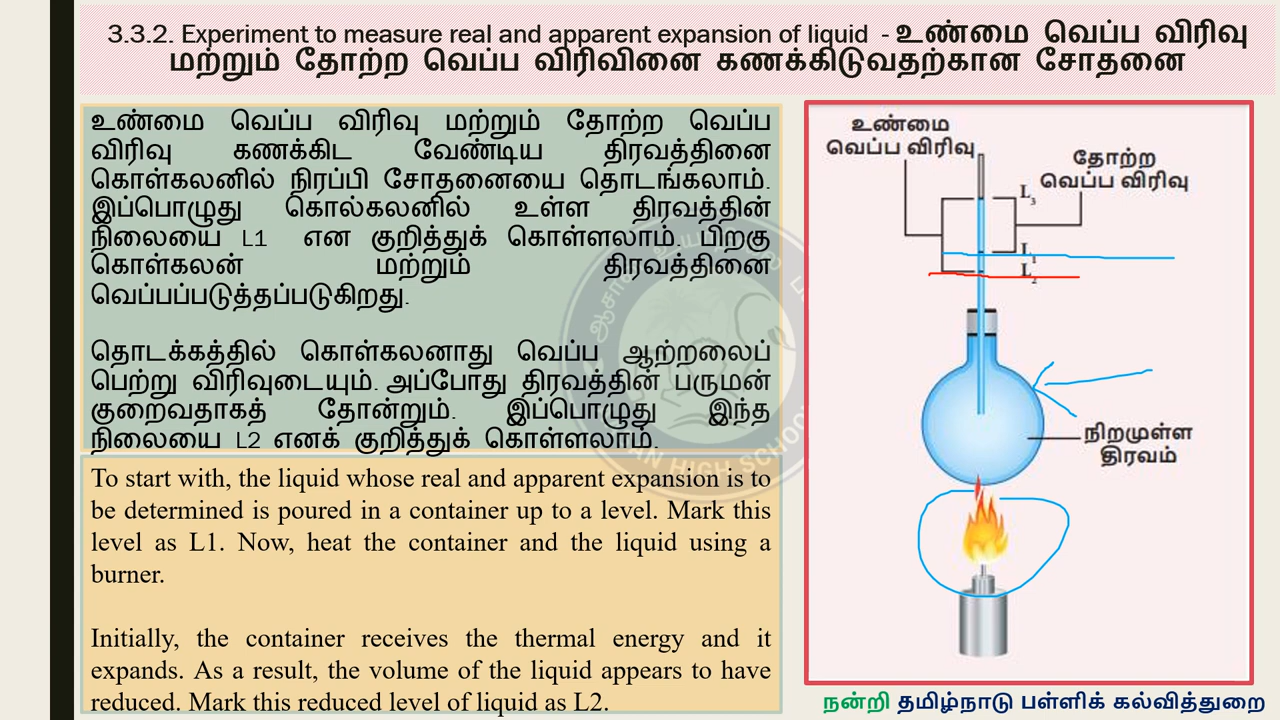 3.3.2. Experiment to measure real and apparent expansion of liquid - உண்மை வெப்ப விரிவு
மற்றும் தோற்ற வெப்ப விரிவினை கணக்கிடுவதற்கான சோதனை
உண்மை வெப்ப விரிவு மற்றும் தோற்ற வெப்ப
விரிவு கணக்கிட வேண்டிய திரவத்தினை
கொள்கலனில் நிரப்பி சோதனையை தொடங்கலாம்.
இப்பொழுது கொல்கலனில் உள்ள திரவத்தின்
நிலையை L1 என குறித்துக் கொள்ளலாம். பிறகு
கொள்கலன் மற்றும் திரவத்தினை
வெப்பப்படுத்தப்படுகிறது.
தொடக்கத்தில் கொள்கலனாது வெப்ப ஆற்றலைப்
பெற்று விரிவுடையும். அப்போது திரவத்தின் பருமன்
குறைவதாகத் தோன்றும். இப்பொழுது இந்த
நிலையை L2 எனக் குறித்துக் கொள்ளலாம்.
To start with, the liquid whose real and apparent expansion is to
be determined is poured in a container up to a level. Mark this
level as L1. Now, heat the container and the liquid using a
burner.
Initially, the container receives the thermal energy and it
expands. As a result, the volume of the liquid appears to have
reduced. Mark this reduced level of liquid as L2.
உண்மை
வெப்ப விரிவு
தோற்ற
வெப்ப விரிவு
L3
L1
L2
நிறமுள்ள
திரவம்
நன்றி தமிழ்நாடு பள்ளிக் கல்வித்துறை
HIGH SCHOOL